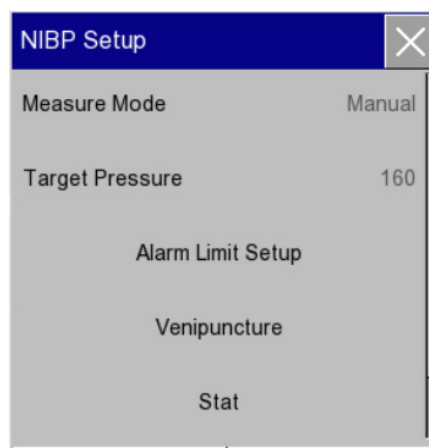 NIBP Setup
Measure Mode Manual
Target Pressure 160
Alarm Limit Setup
Venipuncture
Stat